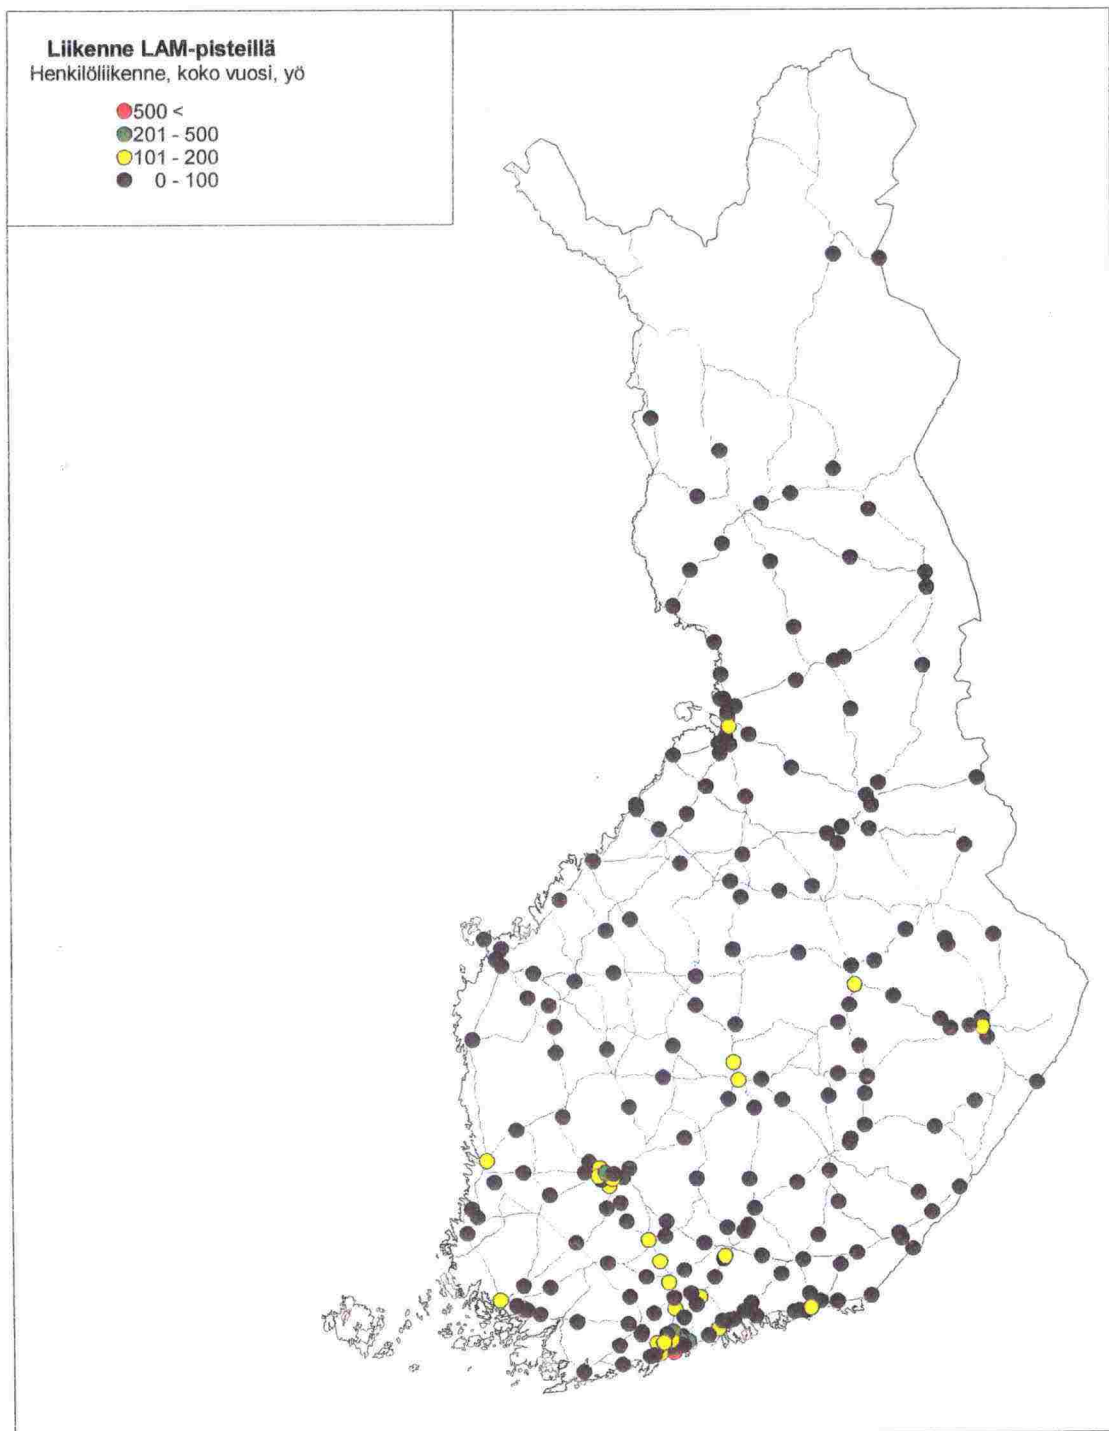 Liikenne LAM-pisteillä
Henkilöliikenne, koko vuosi, yö
500 <
201 - 500
101 - 200
0 - 100